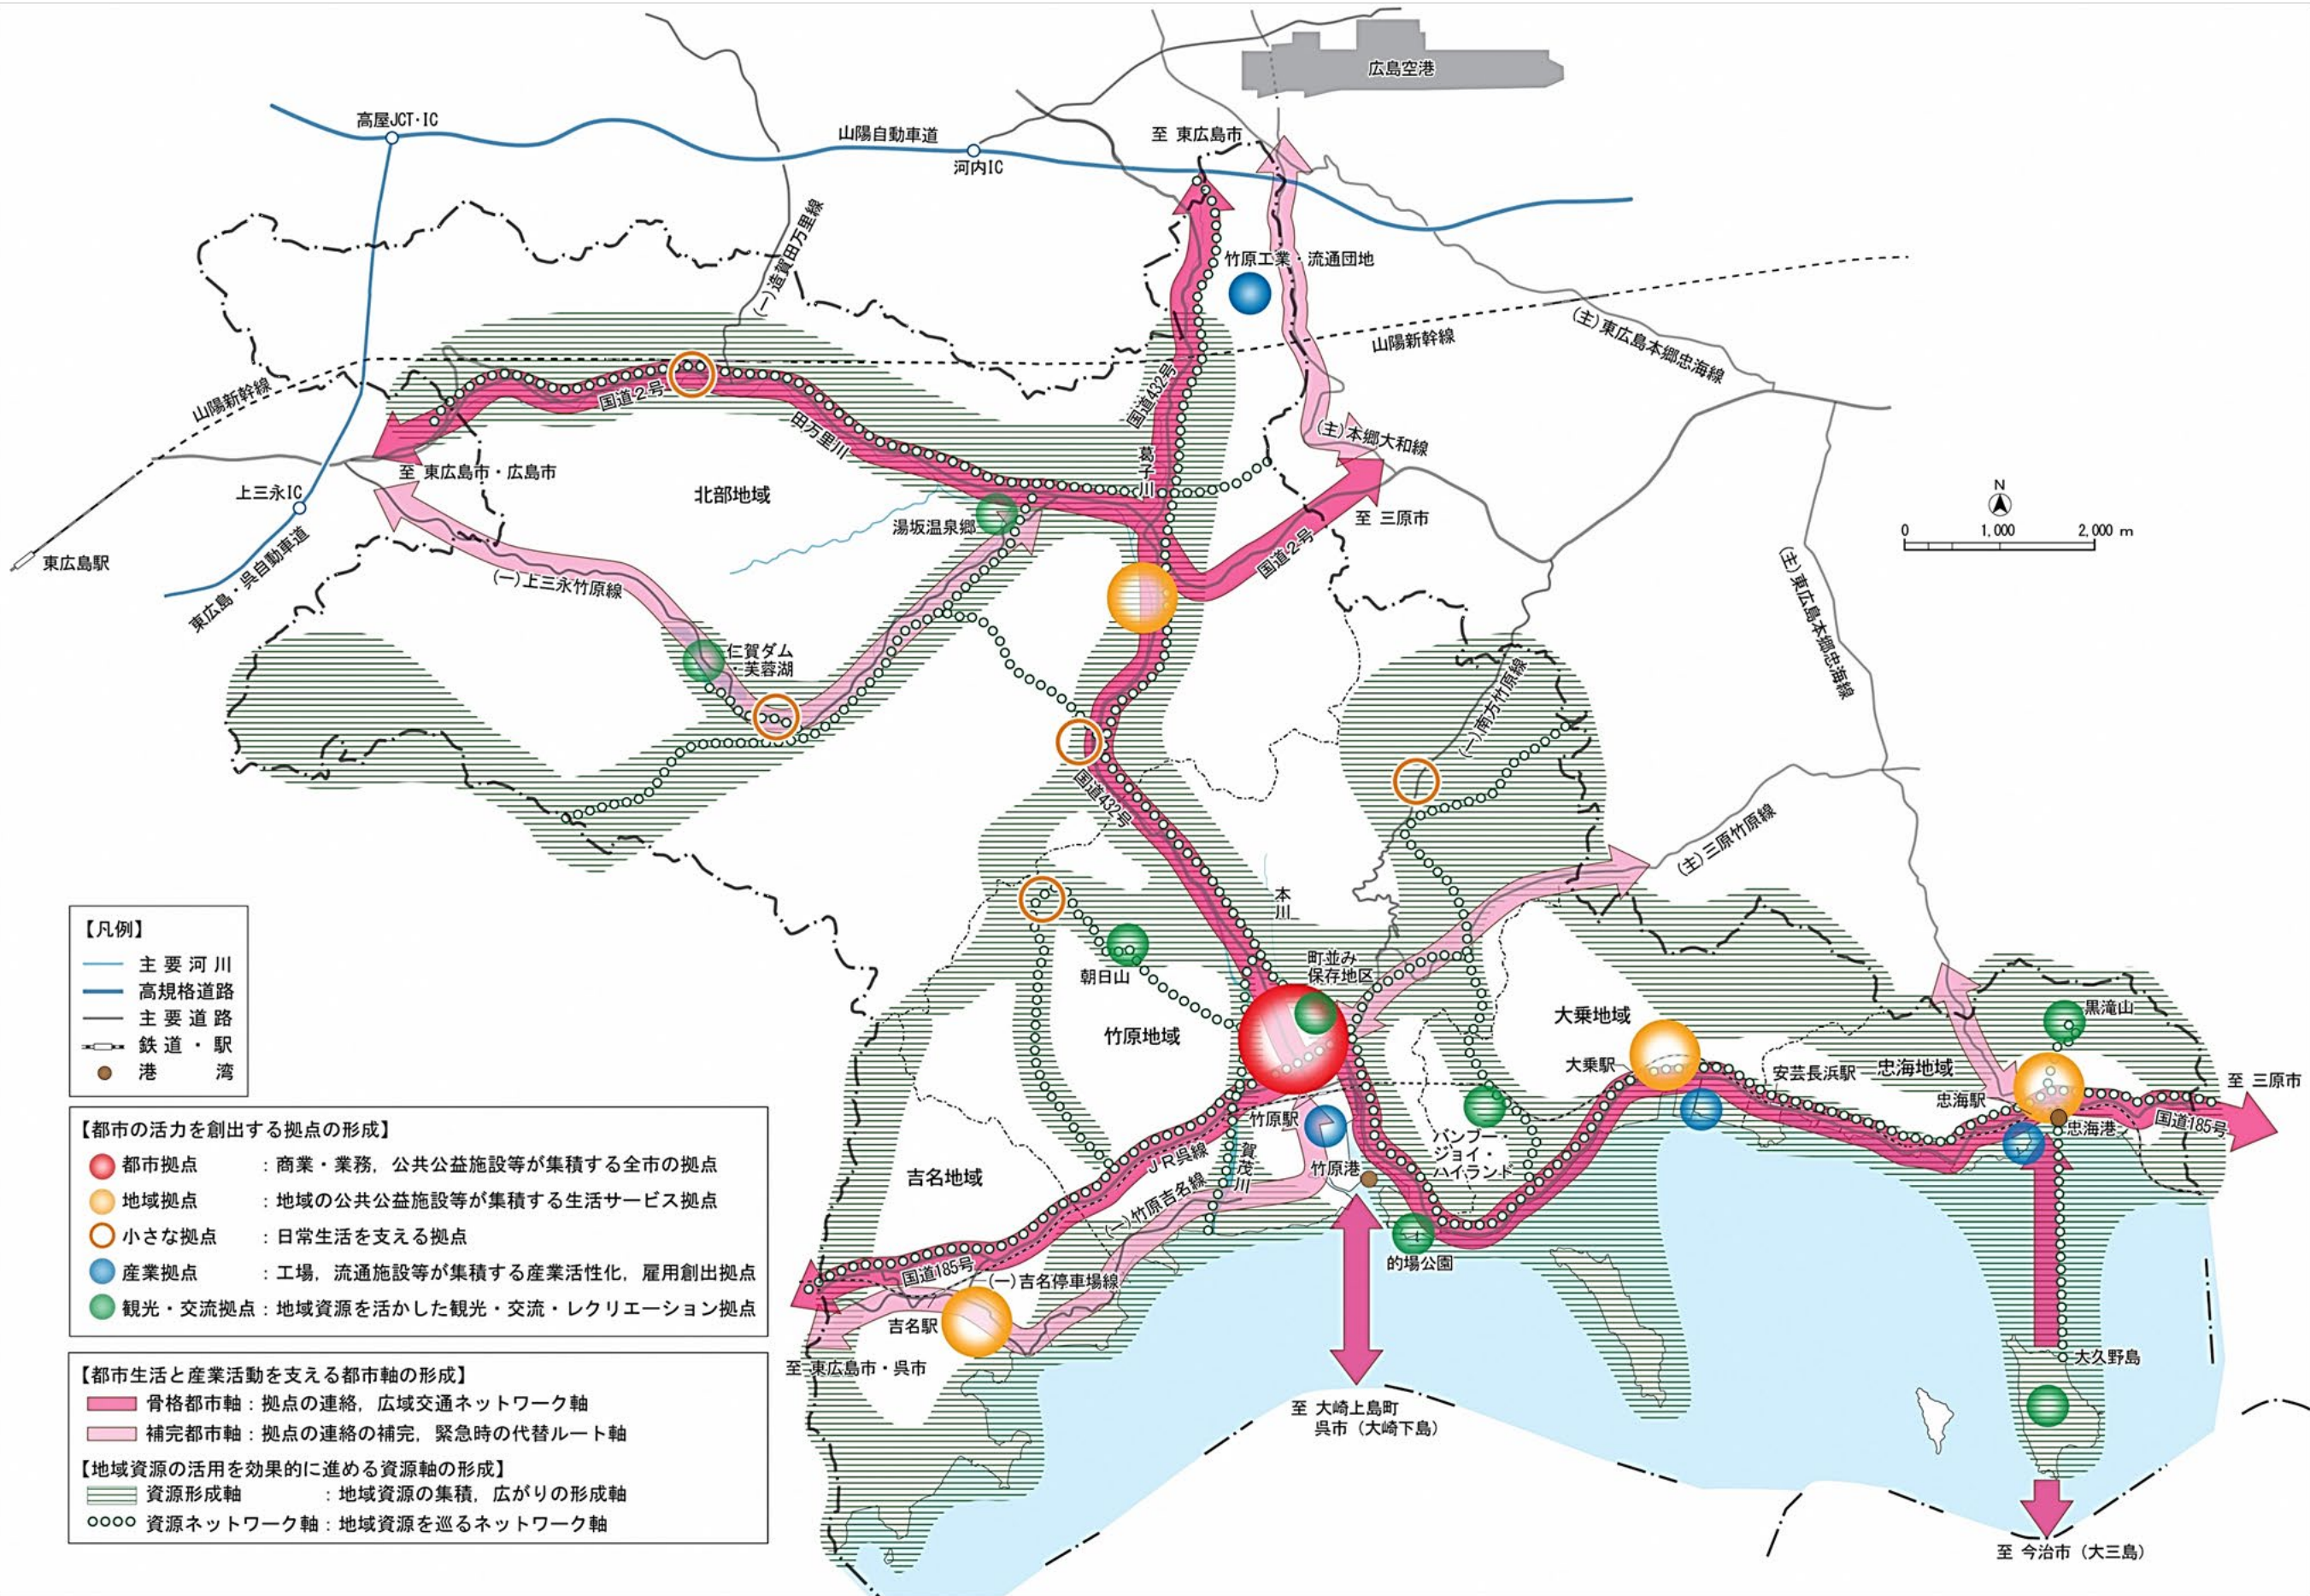 広島空港
高屋JCT･IC
山陽自動車道
河内IC
至 東広島市
(一)造賀田万里線
竹原工業・流通団地
山陽新幹線
(主)東広島本郷忠海線
山陽新幹線
国道2号
田万里川
国道432号
葛子川
(主)本郷大和線
至 東広島市・広島市
上三永IC
北部地域
湯坂温泉郷
至 三原市
国道2号
N
0 1,000 2,000 m
東広島駅
東広島・呉自動車道
(一)上三永竹原線
(主)東広島本郷忠海線
仁賀ダム
・芙蓉湖
(一)南方竹原線
国道432号
(主)三原竹原線
本川
町並み
保存地区
朝日山
竹原地域
大乗地域
黒滝山
大乗駅
安芸長浜駅
忠海地域
忠海駅
至 三原市
忠海港
国道185号
竹原駅
JR呉線
賀茂川
バンブー・
ジョイ・
ハイランド
竹原港
吉名地域
(一)竹原吉名線
的場公園
国道185号
(一)吉名停車場線
吉名駅
至 東広島市・呉市
大久野島
至 大崎上島町
呉市（大崎下島）
至 今治市（大三島）
【凡例】
主要河川
高規格道路
主要道路
鉄道・駅
港湾
【都市の活力を創出する拠点の形成】
都市拠点 ：商業・業務，公共公益施設等が集積する全市の拠点
地域拠点 ：地域の公共公益施設等が集積する生活サービス拠点
小さな拠点 ：日常生活を支える拠点
産業拠点 ：工場，流通施設等が集積する産業活性化，雇用創出拠点
観光・交流拠点：地域資源を活かした観光・交流・レクリエーション拠点
【都市生活と産業活動を支える都市軸の形成】
骨格都市軸：拠点の連絡，広域交通ネットワーク軸
補完都市軸：拠点の連絡の補完，緊急時の代替ルート軸
【地域資源の活用を効果的に進める資源軸の形成】
資源形成軸 ：地域資源の集積，広がりの形成軸
資源ネットワーク軸：地域資源を巡るネットワーク軸